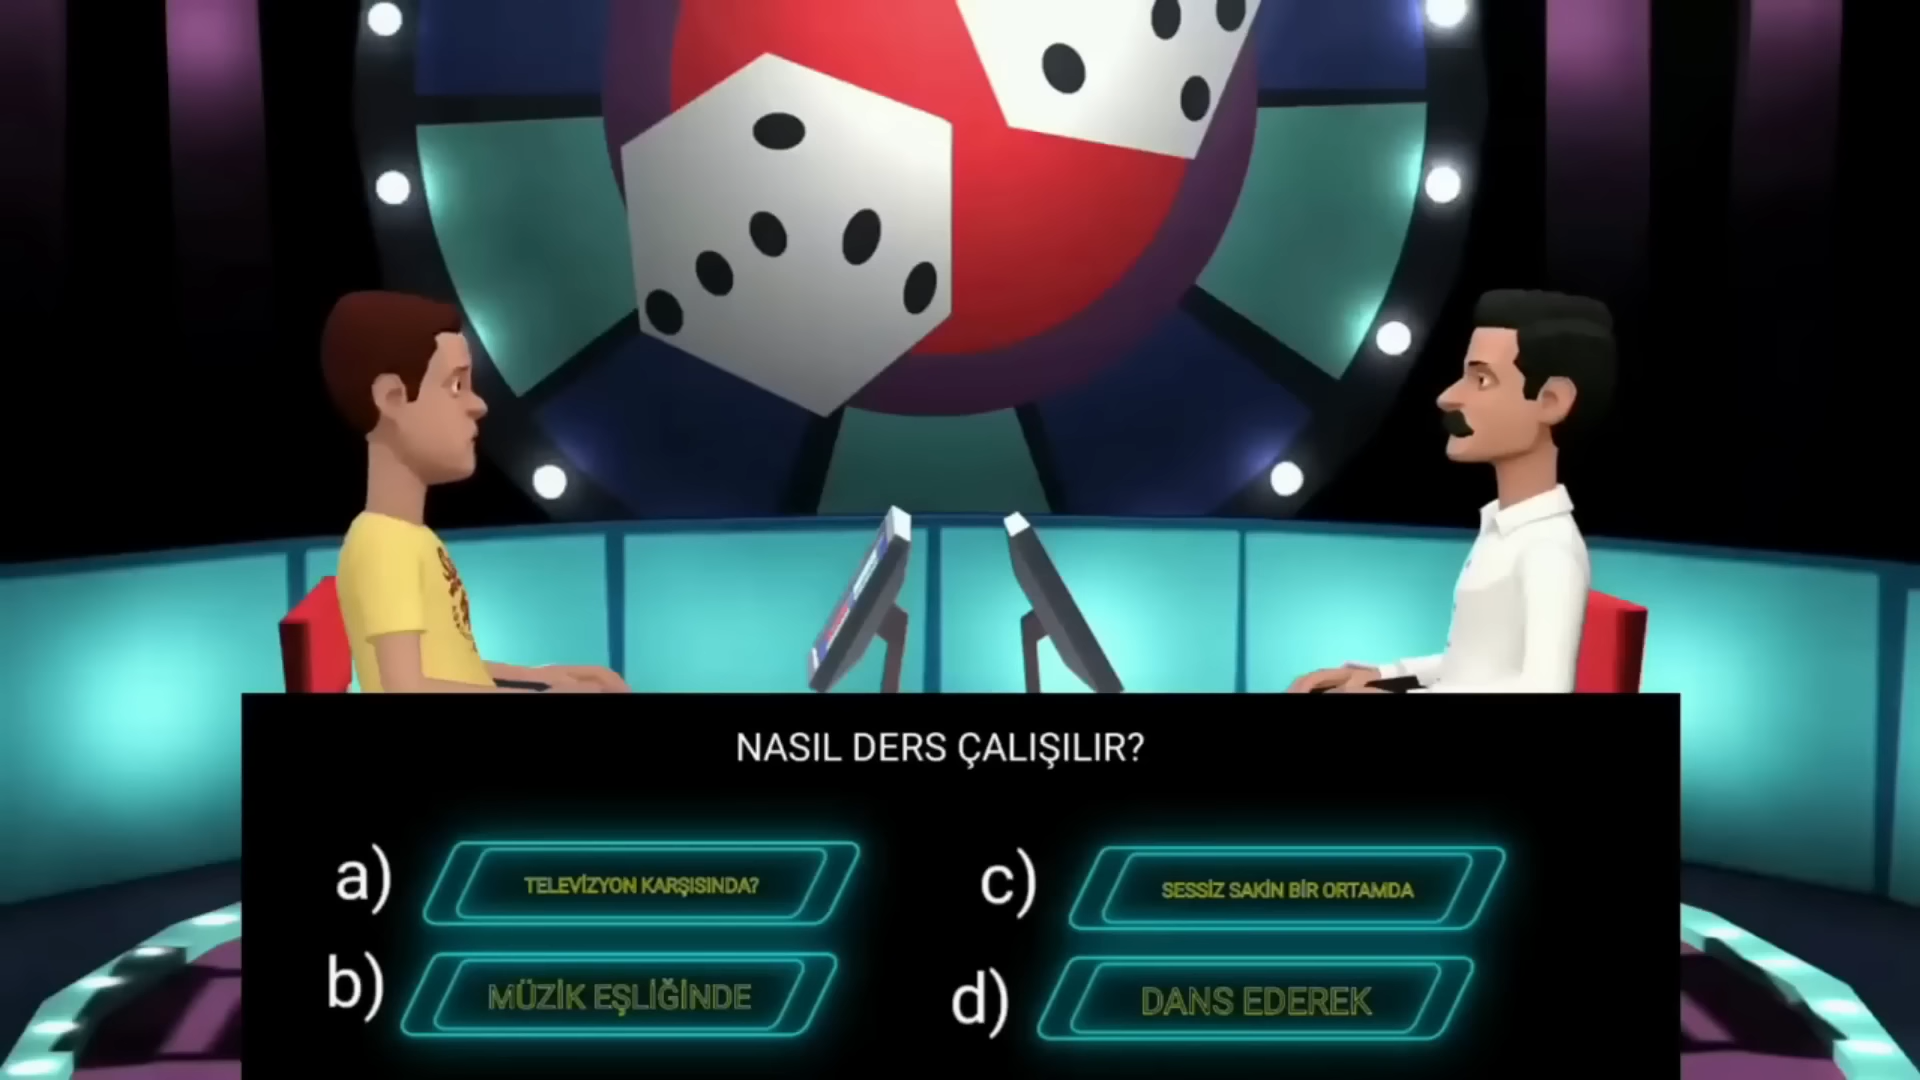 NASIL DERS ÇALIŞILIR?
a) TELEVİZYON KARŞISINDA?
b) MÜZİK EŞLİĞİNDE
c) SESSİZ SAKİN BİR ORTAMDA
d) DANS EDEREK